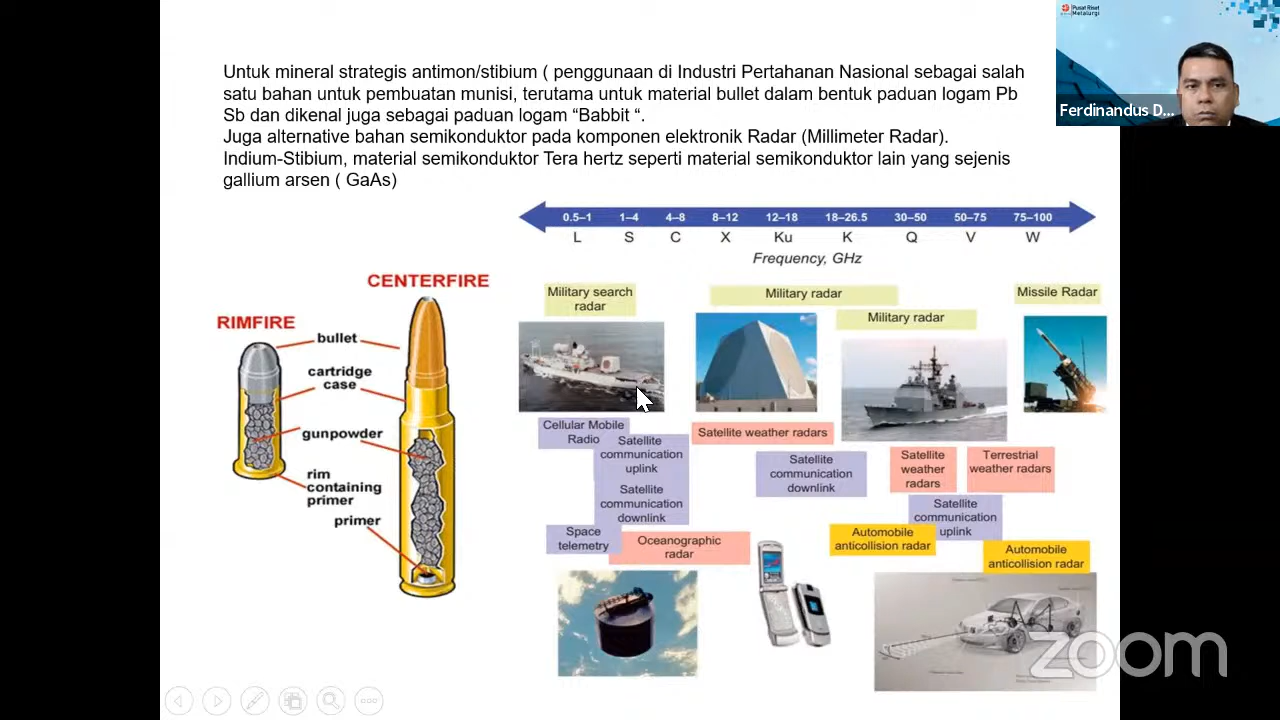 Pusat Riset
Metalurgi
Ferdinandus D...
Untuk mineral strategis antimon/stibium ( penggunaan di Industri Pertahanan Nasional sebagai salah
satu bahan untuk pembuatan munisi, terutama untuk material bullet dalam bentuk paduan logam Pb
Sb dan dikenal juga sebagai paduan logam “Babbit “.
Juga alternative bahan semikonduktor pada komponen elektronik Radar (Millimeter Radar).
Indium-Stibium, material semikonduktor Tera hertz seperti material semikonduktor lain yang sejenis
gallium arsen ( GaAs)
0.5–1 1–4 4–8 8–12 12–18 18–26.5 30–50 50–75 75–100
L S C X Ku K Q V W
Frequency, GHz
CENTERFIRE
RIMFIRE
bullet
cartridge
case
gunpowder
rim
containing
primer
primer
Military search
radar
Military radar
Military radar
Missile Radar
Cellular Mobile
Radio
Satellite
communication
uplink
Satellite
communication
downlink
Satellite weather radars
Satellite
communication
downlink
Satellite
weather
radars
Terrestrial
weather radars
Satellite
communication
uplink
Space
telemetry
Oceanographic
radar
Automobile
anticollision radar
Automobile
anticollision radar
zoom